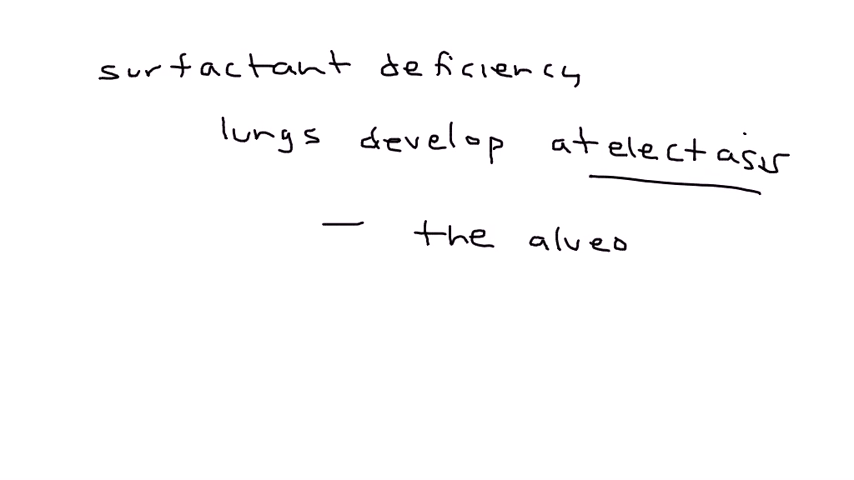 surfactant deficiency
lungs develop atelectasis
— the alveo